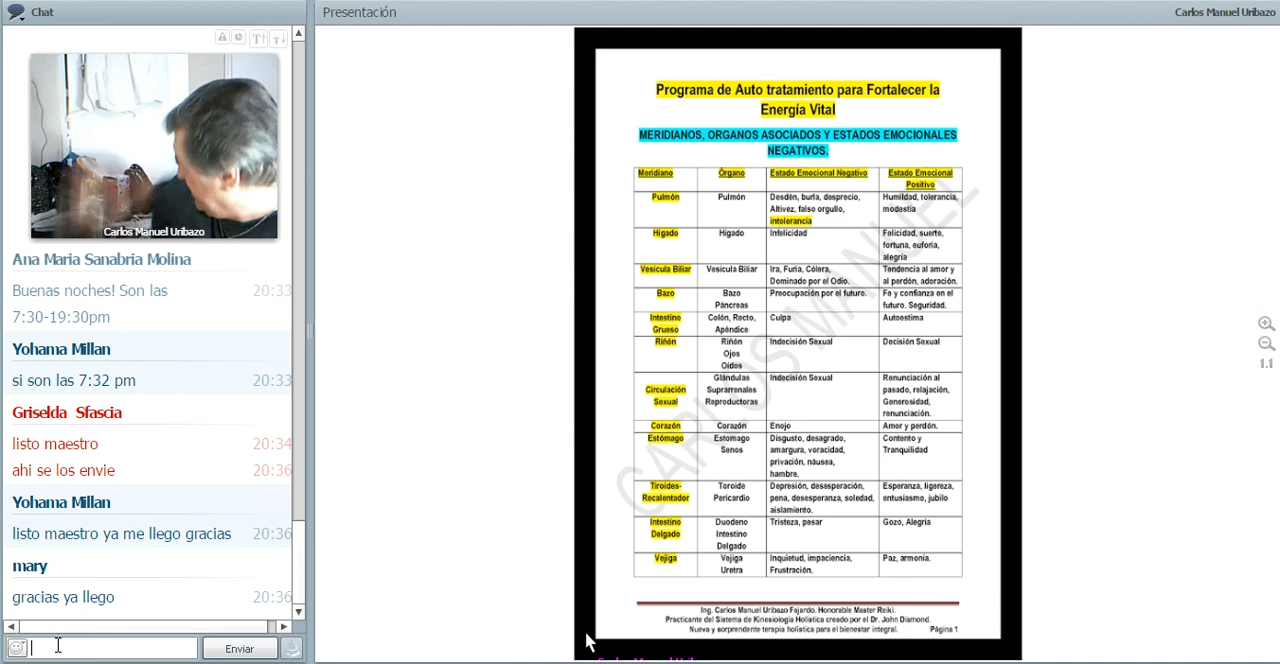 Chat
Carlos Manuel Uribazo
Ana Maria Sanabria Molina
Buenas noches! Son las 20:33
7:30-19:30pm
Yohama Millan
si son las 7:32 pm 20:33
Griselda Sfascia
listo maestro 20:34
ahi se los envie 20:36
Yohama Millan
listo maestro ya me llego gracias 20:36
mary
gracias ya llego 20:36
Enviar
Presentación
Carlos Manuel Uribazo
Programa de Auto tratamiento para Fortalecer la
Energía Vital
MERIDIANOS, ORGANOS ASOCIADOS Y ESTADOS EMOCIONALES
NEGATIVOS.
Meridiano Órgano Estado Emocional Negativo Estado Emocional
Positivo
Pulmón Pulmón Desdén, burla, desprecio, Humildad, tolerancia,
Altivez, falso orgullo, modestia
intolerancia
Hígado Hígado Infelicidad Felicidad, suerte,
fortuna, euforia,
alegría
Vesícula Biliar Vesícula Biliar Ira, Furia, Cólera, Tendencia al amor y
Dominado por el Odio. al perdón, adoración.
Bazo Bazo Preocupación por el futuro. Fe y confianza en el
Páncreas futuro. Seguridad.
Intestino Colón, Recto, Culpa Autoestima
Grueso Apéndice
Riñón Riñón Indecisión Sexual Decisión Sexual
Ojos
Oídos
Glándulas Indecisión Sexual Renunciación al
Circulación Suprarrenales pasado, relajación,
Sexual Reproductoras Generosidad,
renunciación.
Corazón Corazón Enojo Amor y perdón.
Estómago Estomago Disgusto, desagrado, Contento y
Senos amargura, voracidad, Tranquilidad
privación, náusea,
hambre.
Tiroides- Toroide Depresión, desesperación, Esperanza, ligereza,
Recalentador Pericardio pena, desesperanza, soledad, entusiasmo, jubilo
aislamiento.
Intestino Duodeno Tristeza, pesar Gozo, Alegría
Delgado Intestino
Delgado
Vejiga Vejiga Inquietud, impaciencia, Paz, armonía.
Uretra Frustración.
CARLOS MANUEL
Ing. Carlos Manuel Uribazo Fajardo. Honorable Master Reiki.
Practicante del Sistema de Kinesiología Holística creado por el Dr. John Diamond.
Nueva y sorprendente terapia holística para el bienestar integral. Página 1
1.1